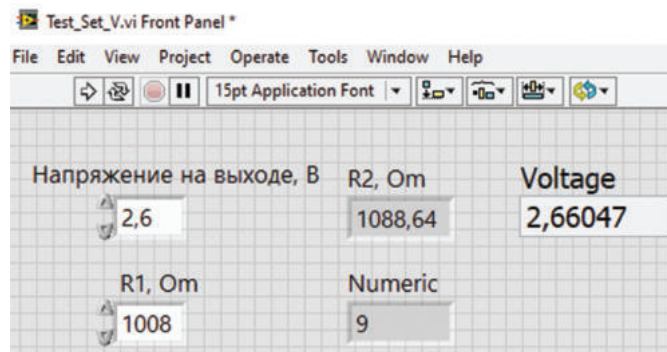 Test_Set_V.vi Front Panel *
File Edit View Project Operate Tools Window Help
15pt Application Font
Напряжение на выходе, В
R2, Om
Voltage
2,6
1088,64
2,66047
R1, Om
Numeric
1008
9